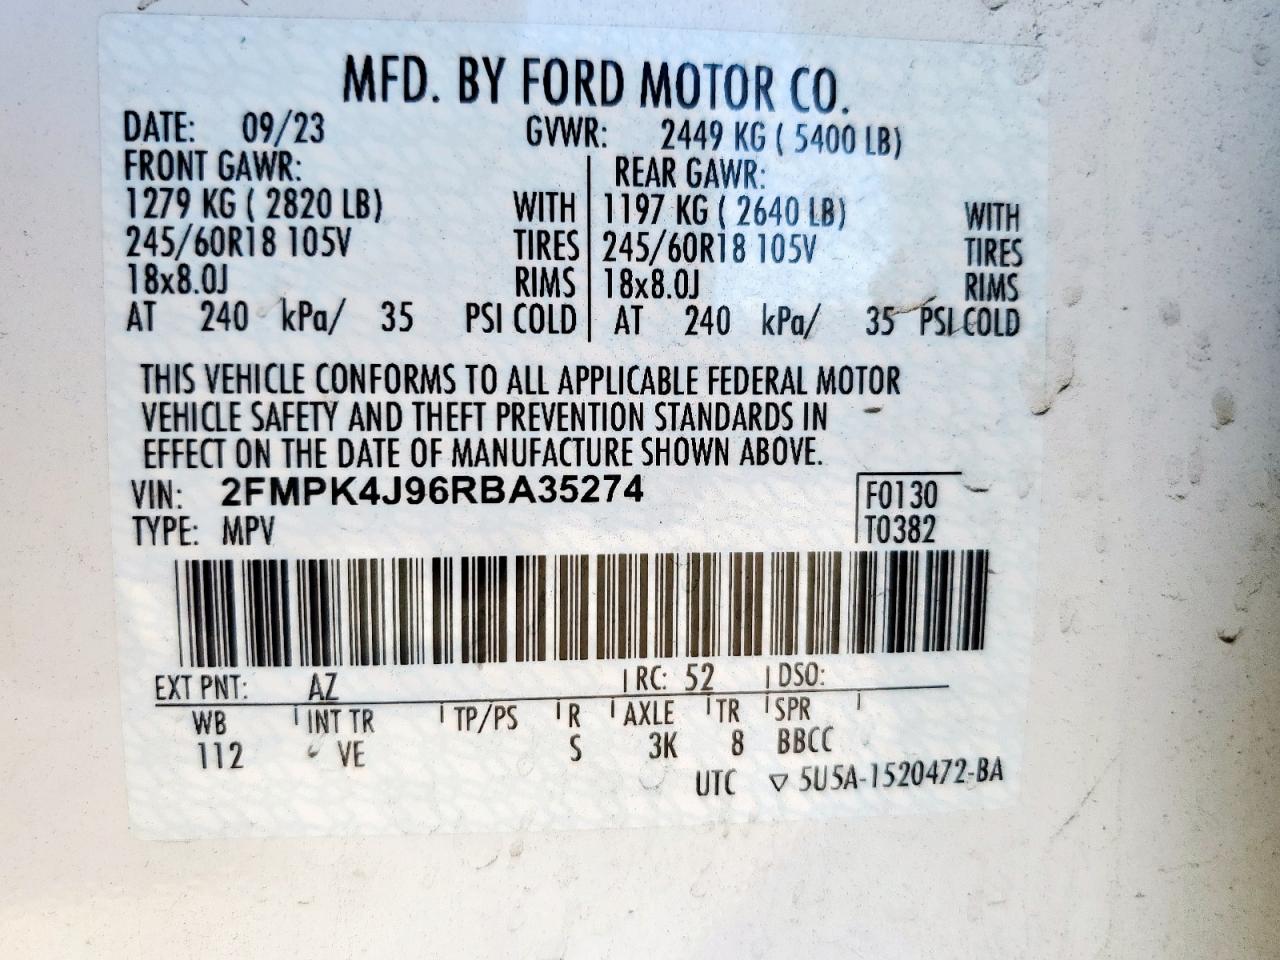 MFD. BY FORD MOTOR CO.
DATE: 09/23 GVWR: 2449 KG ( 5400 LB)
FRONT GAWR: REAR GAWR:
1279 KG ( 2820 LB) WITH 1197 KG ( 2640 LB) WITH
245/60R18 105V TIRES 245/60R18 105V TIRES
18x8.0J RIMS 18x8.0J RIMS
AT 240 kPa/ 35 PSI COLD AT 240 kPa/ 35 PSI COLD
THIS VEHICLE CONFORMS TO ALL APPLICABLE FEDERAL MOTOR
VEHICLE SAFETY AND THEFT PREVENTION STANDARDS IN
EFFECT ON THE DATE OF MANUFACTURE SHOWN ABOVE.
VIN: 2FMPK4J96RBA35274 F0130
TYPE: MPV T0382
EXT PNT: AZ RC: 52 DSO:
WB INT TR TP/PS R AXLE TR SPR
112 VE S 3K 8 BBCC
UTC ▽ 5U5A-1520472-BA